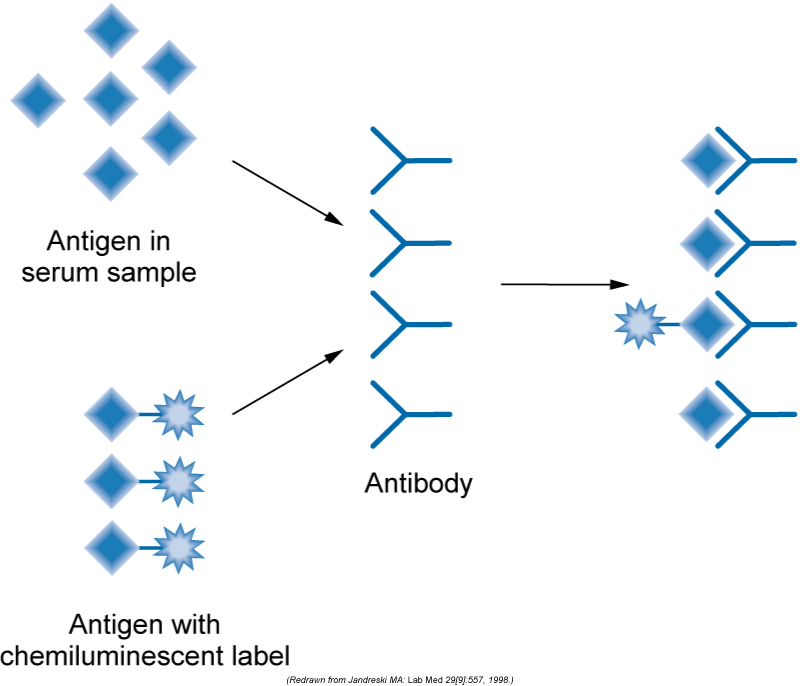 Antigen in
serum sample
Antibody
Antigen with
chemiluminescent label
(Redrawn from Jandreski MA: Lab Med 29[9]:557, 1998.)